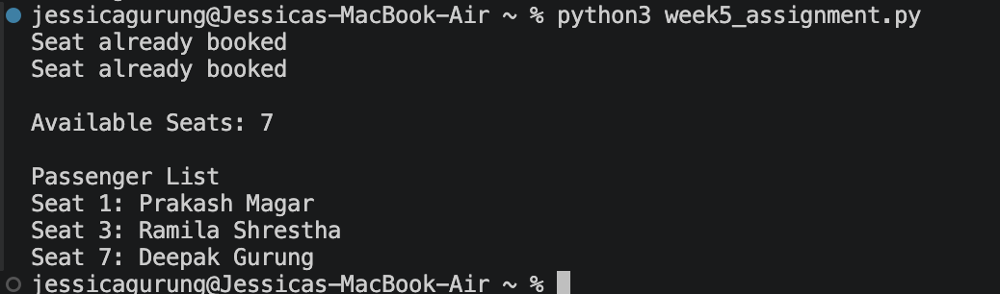 jessicagurung@Jessicas-MacBook-Air ~ % python3 week5_assignment.py
Seat already booked
Seat already booked
Available Seats: 7
Passenger List
Seat 1: Prakash Magar
Seat 3: Ramila Shrestha
Seat 7: Deepak Gurung
jessicagurung@Jessicas-MacBook-Air ~ %